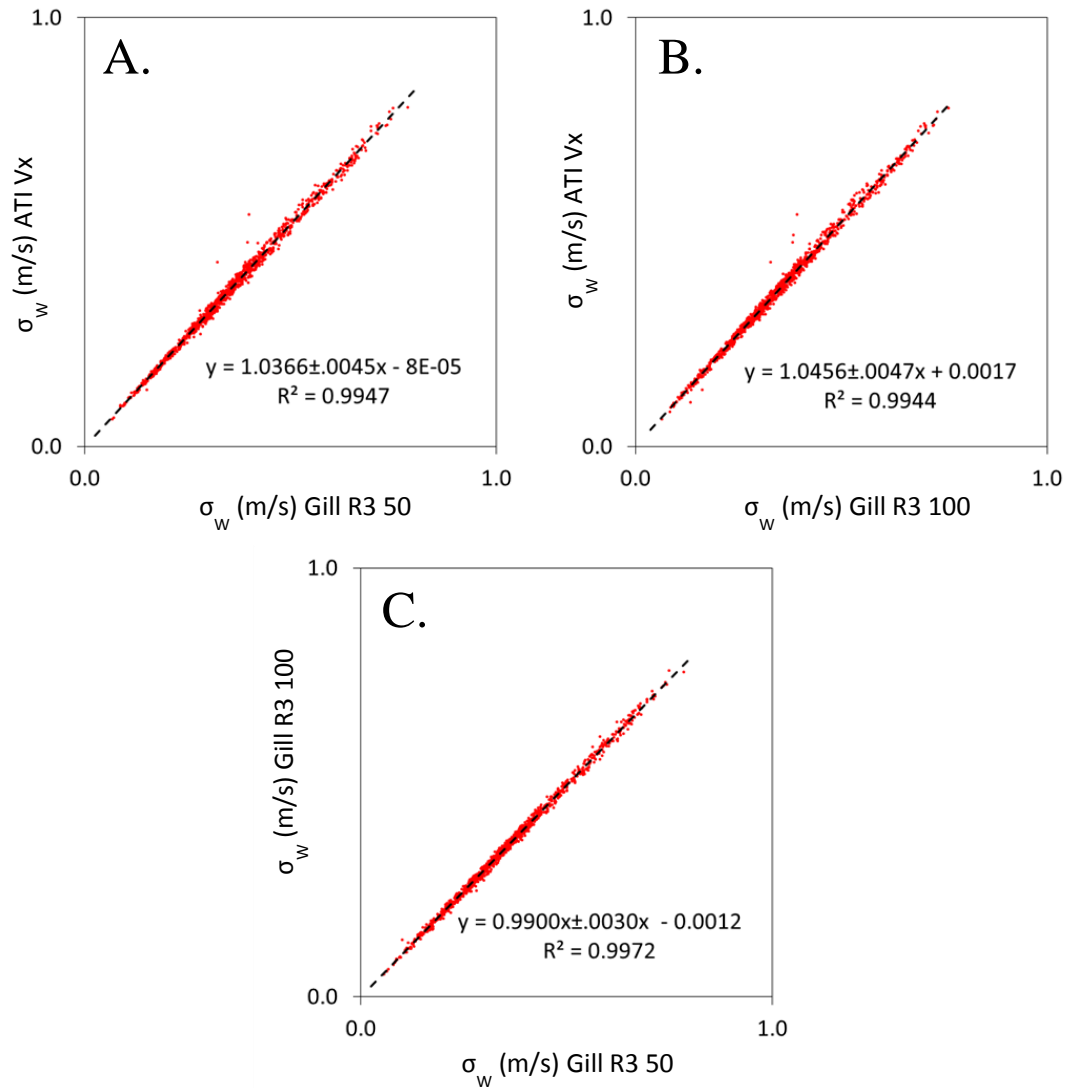 1.0
A.
σw (m/s) ATI Vx
y = 1.0366±.0045x - 8E-05
R² = 0.9947
0.0
0.0
1.0
σw (m/s) Gill R3 50
1.0
B.
σw (m/s) ATI Vx
y = 1.0456±.0047x + 0.0017
R² = 0.9944
0.0
0.0
1.0
σw (m/s) Gill R3 100
1.0
C.
σw (m/s) Gill R3 100
y = 0.9900x±.0030x - 0.0012
R² = 0.9972
0.0
0.0
1.0
σw (m/s) Gill R3 50